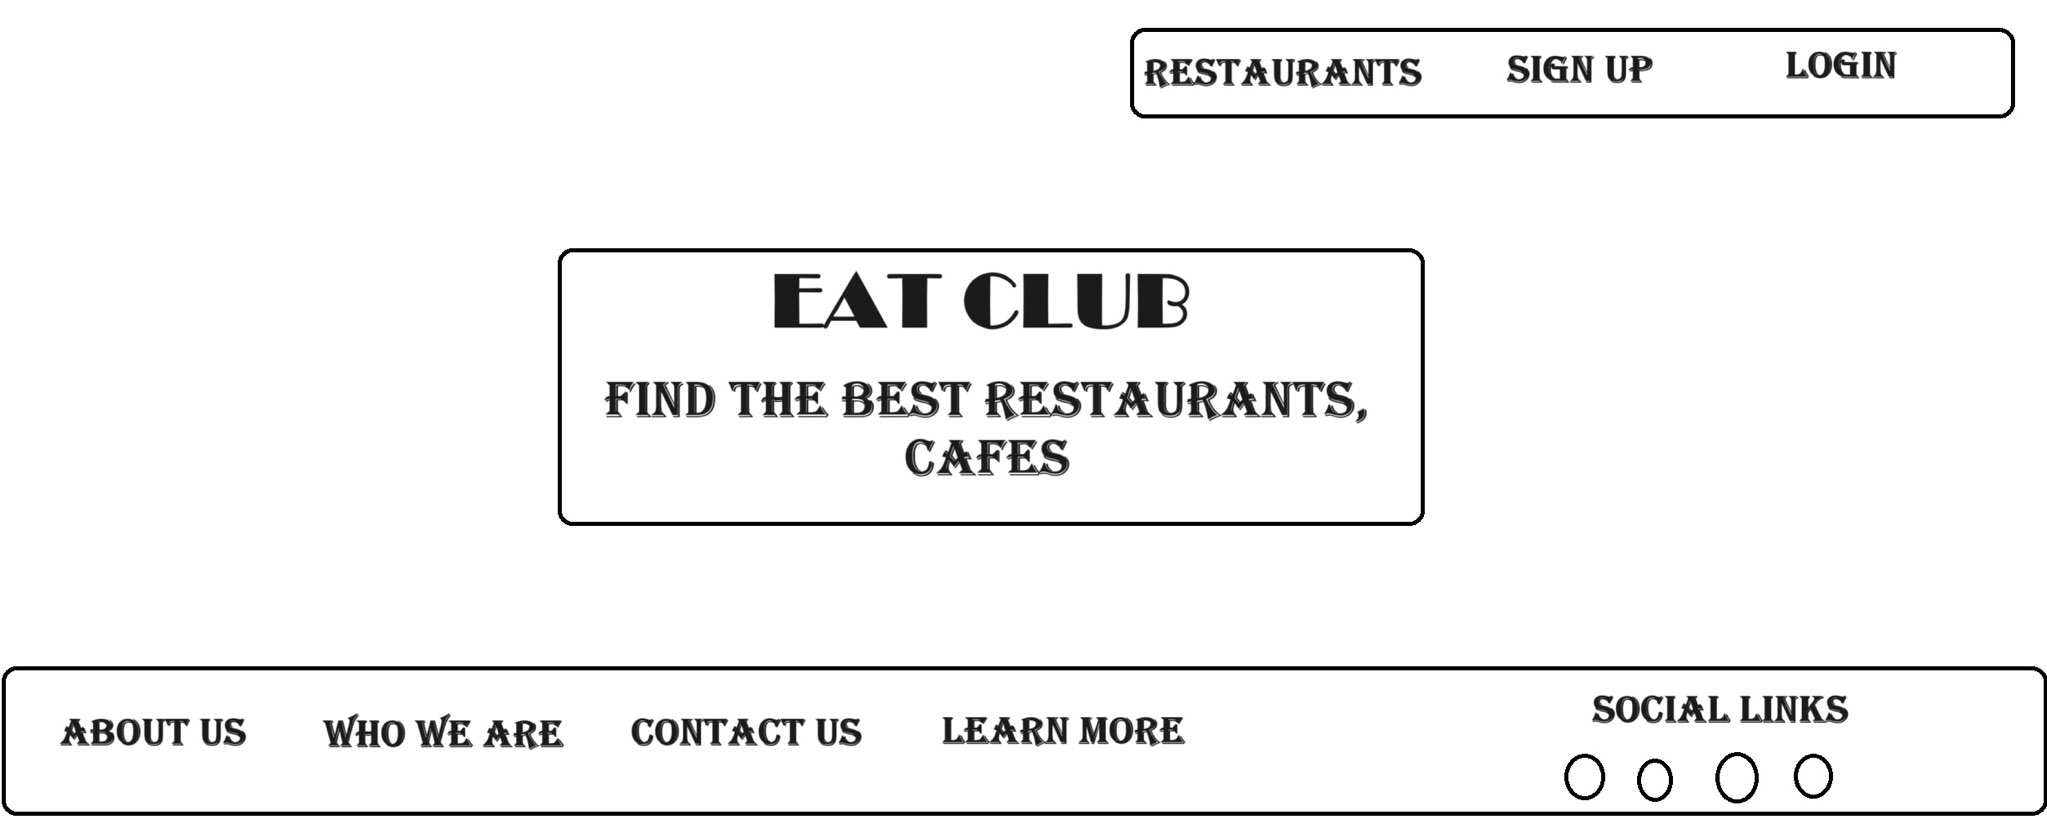 RESTAURANTS SIGN UP LOGIN
EAT CLUB
FIND THE BEST RESTAURANTS,
CAFES
SOCIAL LINKS
ABOUT US WHO WE ARE CONTACT US LEARN MORE